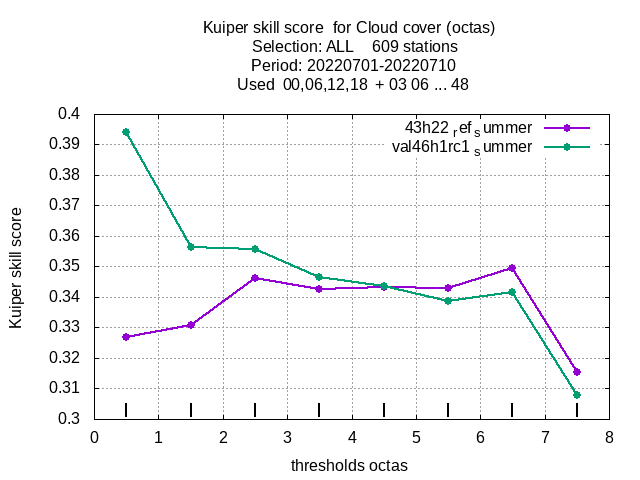 Kuiper skill score for Cloud cover (octas)
Selection: ALL 609 stations
Period: 20220701-20220710
Used 00,06,12,18 + 03 06 ... 48
43h22 ref summer
val46h1rc1 summer
0.4
0.39
0.38
0.37
0.36
0.35
0.34
0.33
0.32
0.31
0.3
Kuiper skill score
0 1 2 3 4 5 6 7 8
thresholds octas